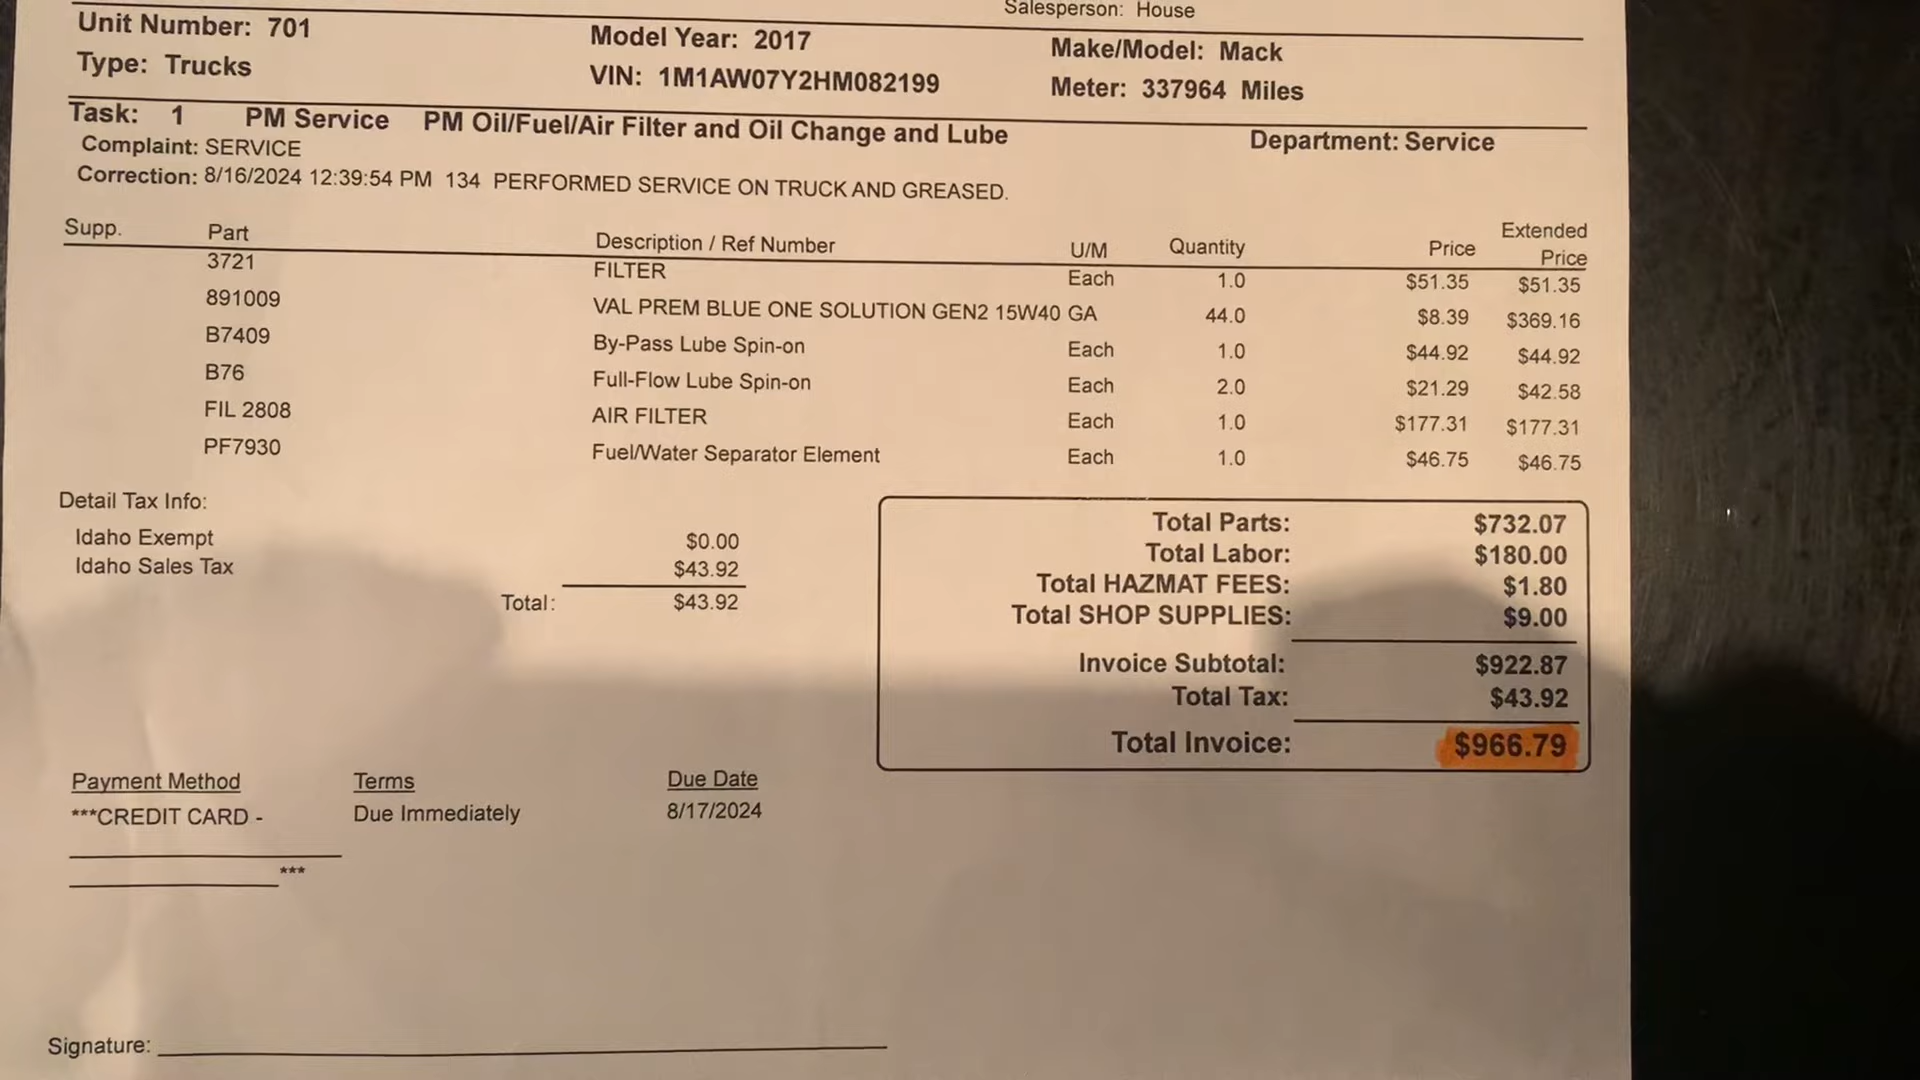 Salesperson: House
Unit Number: 701 Model Year: 2017 Make/Model: Mack
Type: Trucks VIN: 1M1AW07Y2HM082199 Meter: 337964 Miles
Task: 1 PM Service PM Oil/Fuel/Air Filter and Oil Change and Lube Department: Service
Complaint: SERVICE
Correction: 8/16/2024 12:39:54 PM 134 PERFORMED SERVICE ON TRUCK AND GREASED.
Supp. Part Description / Ref Number U/M Quantity Price Extended Price
3721 FILTER Each 1.0 $51.35 $51.35
891009 VAL PREM BLUE ONE SOLUTION GEN2 15W40 GA 44.0 $8.39 $369.16
B7409 By-Pass Lube Spin-on Each 1.0 $44.92 $44.92
B76 Full-Flow Lube Spin-on Each 2.0 $21.29 $42.58
FIL 2808 AIR FILTER Each 1.0 $177.31 $177.31
PF7930 Fuel/Water Separator Element Each 1.0 $46.75 $46.75
Detail Tax Info:
Idaho Exempt $0.00
Idaho Sales Tax $43.92
Total: $43.92
Total Parts: $732.07
Total Labor: $180.00
Total HAZMAT FEES: $1.80
Total SHOP SUPPLIES: $9.00
Invoice Subtotal: $922.87
Total Tax: $43.92
Total Invoice: $966.79
Payment Method Terms Due Date
***CREDIT CARD - Due Immediately 8/17/2024
***
Signature: